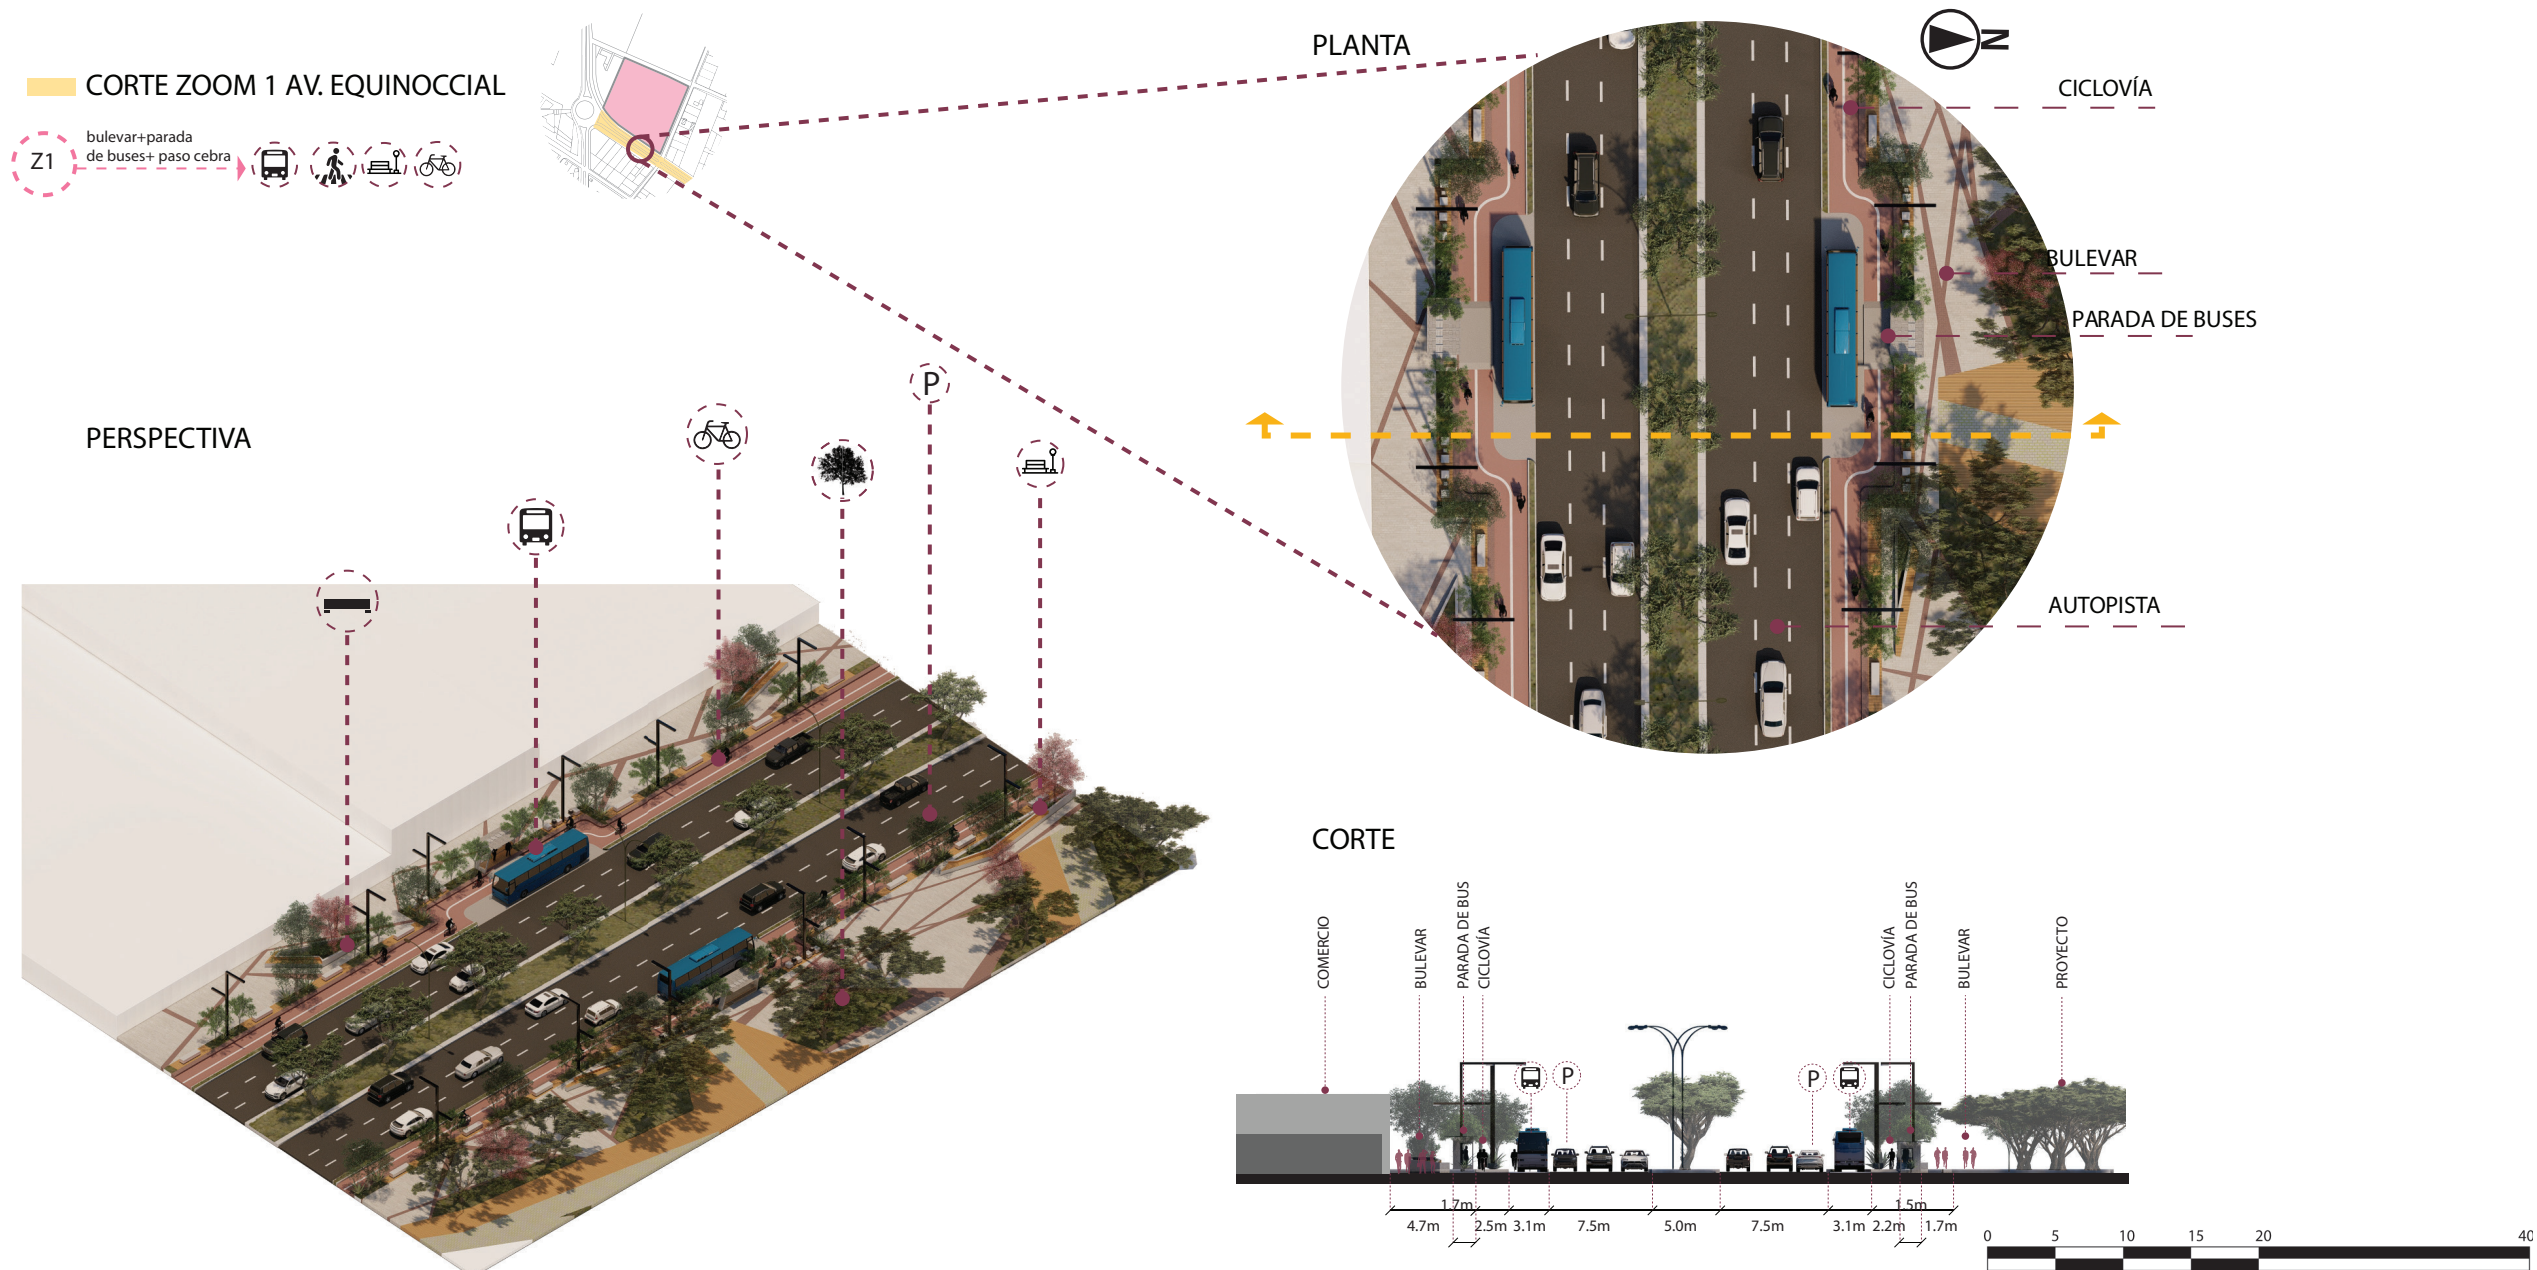 CORTE ZOOM 1 AV. EQUINOCCIAL
Z1
bulevar+parada
de buses+ paso cebra
PLANTA
N
CICLOVÍA
BULEVAR
PARADA DE BUSES
AUTOPISTA
PERSPECTIVA
P
CORTE
COMERCIO
BULEVAR
PARADA DE BUS
CICLOVÍA
CICLOVÍA
PARADA DE BUS
BULEVAR
PROYECTO
P
P
1.7m
1.5m
4.7m 2.5m 3.1m 7.5m 5.0m 7.5m 3.1m 2.2m 1.7m
0 5 10 15 20 40